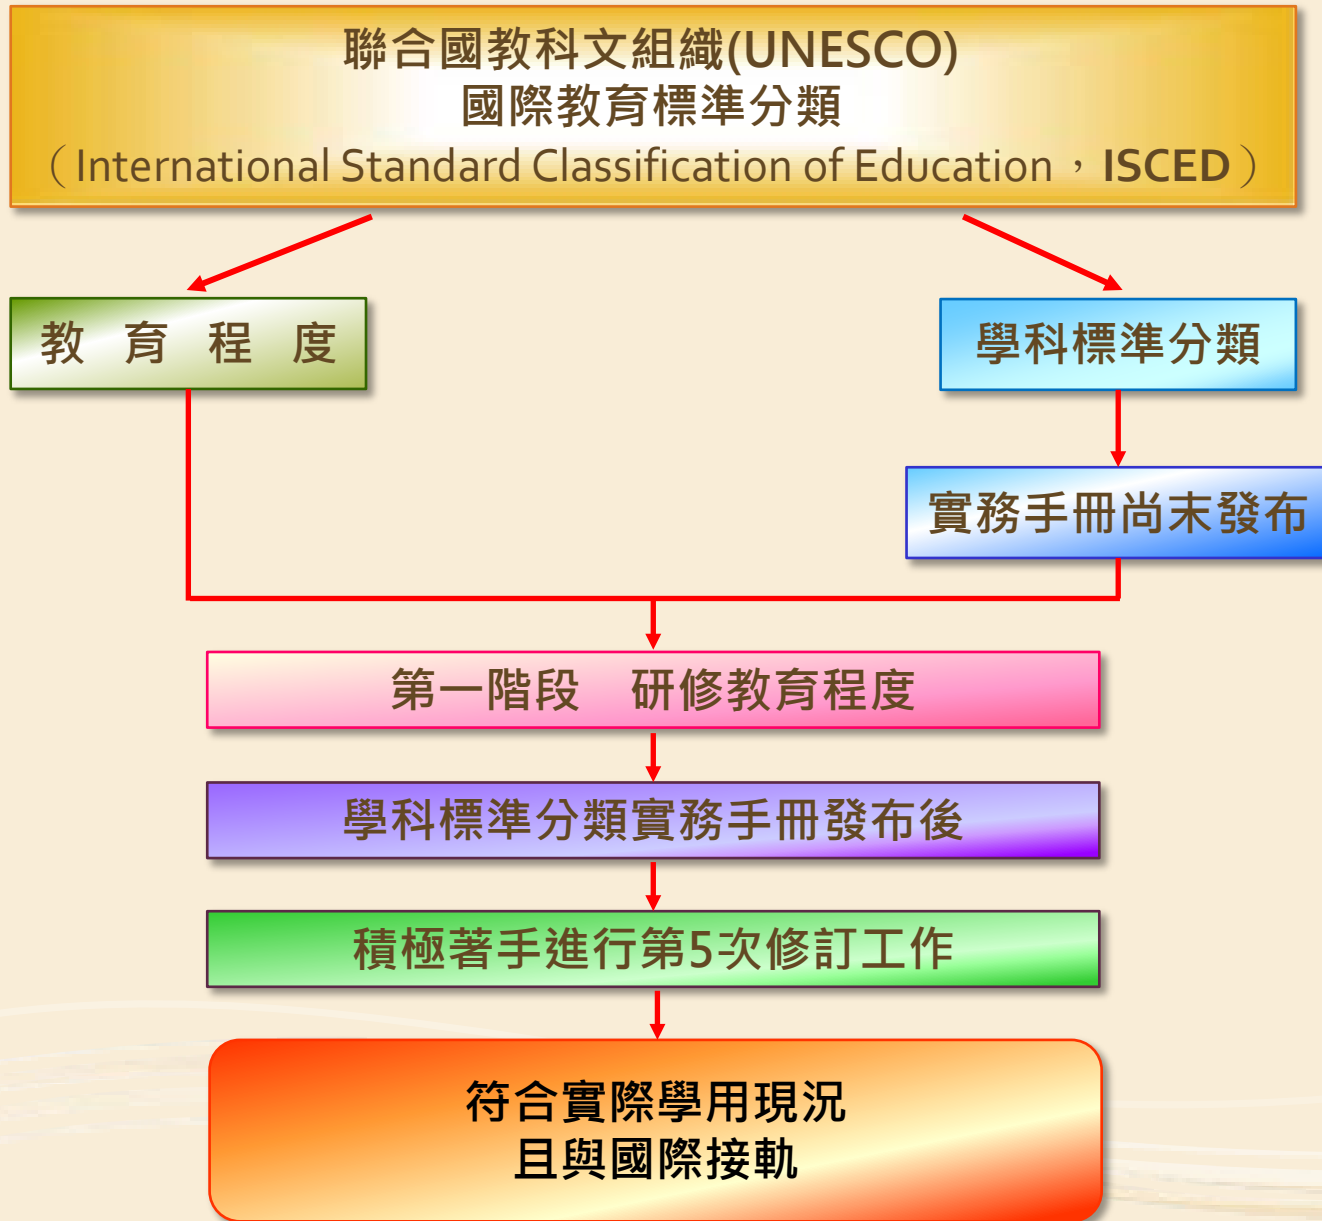 聯合國教科文組織(UNESCO)
國際教育標準分類
（International Standard Classification of Education，ISCED）
教 育 程 度
學科標準分類
實務手冊尚末發布
第一階段　研修教育程度
學科標準分類實務手冊發布後
積極著手進行第5次修訂工作
符合實際學用現況
且與國際接軌